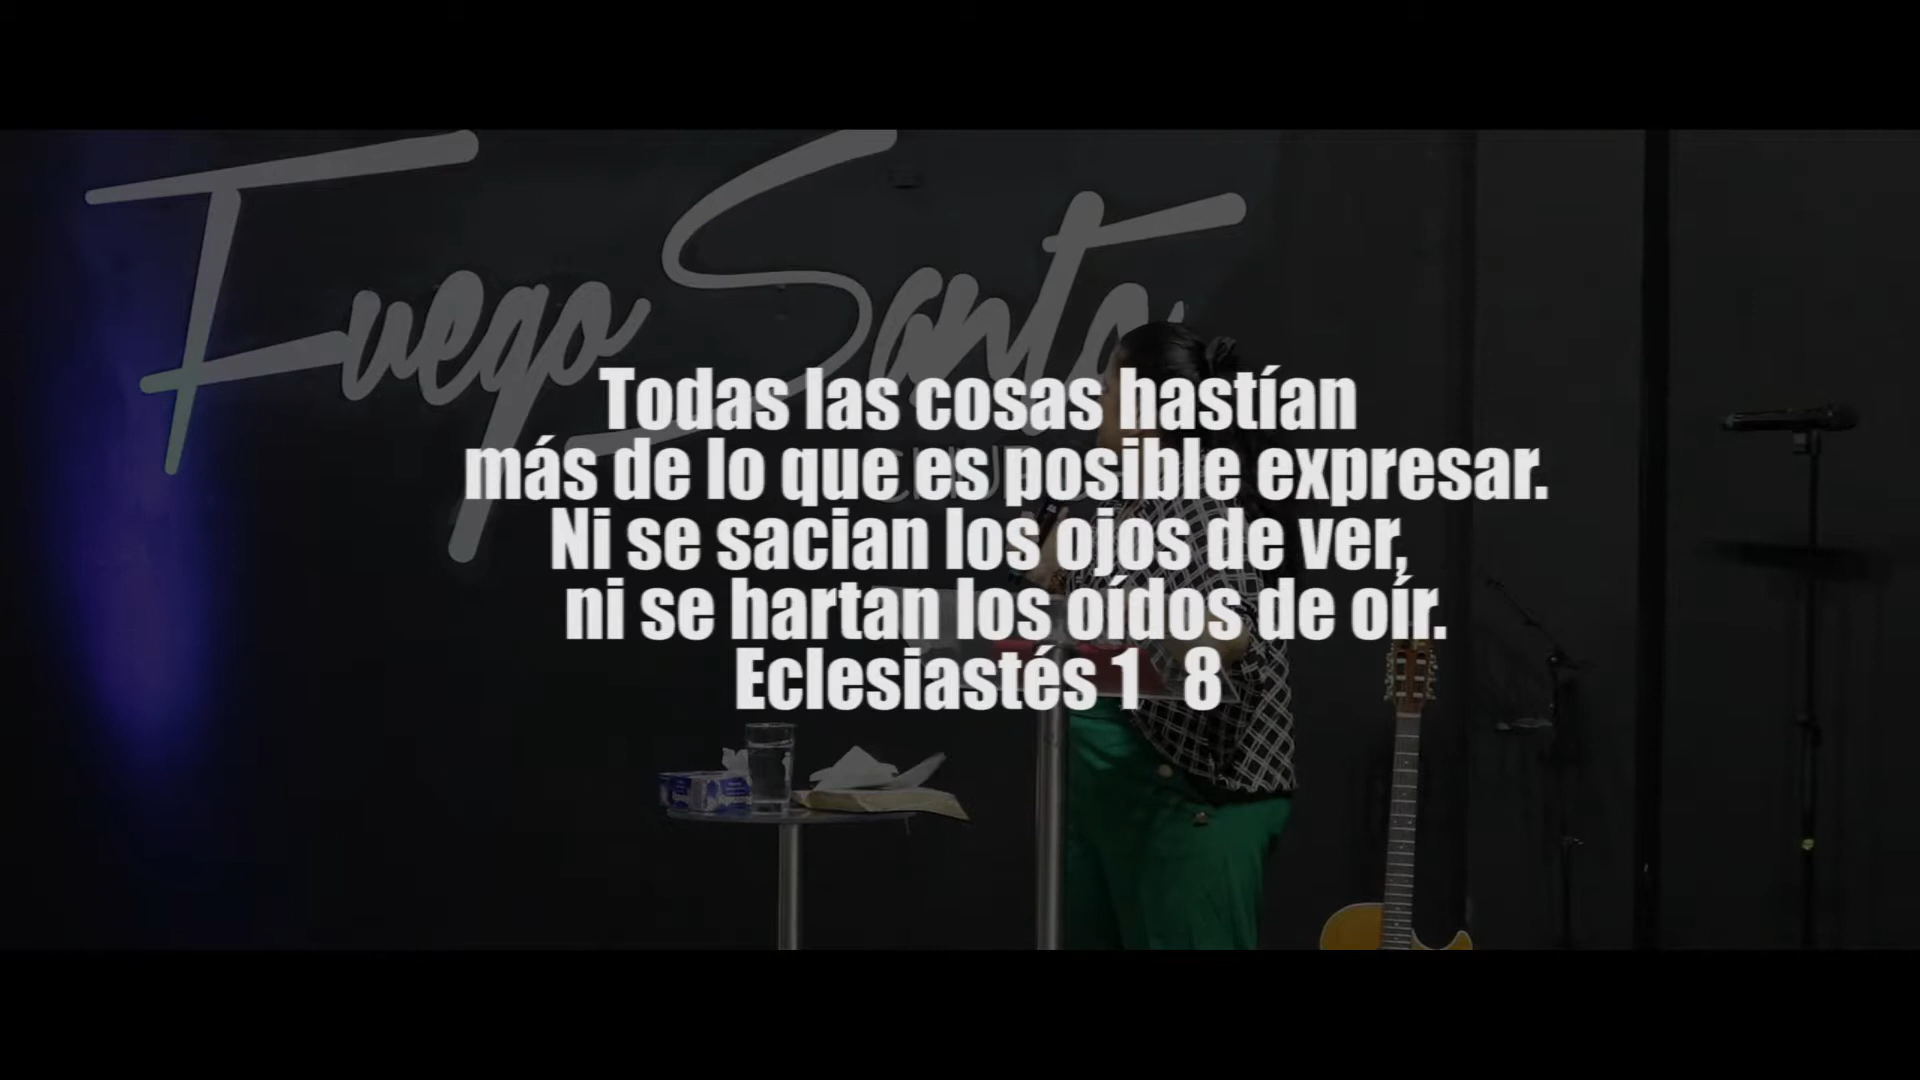 Fuego Santo
Todas las cosas hastían
más de lo que es posible expresar.
Ni se sacian los ojos de ver,
ni se hartan los oídos de oír.
Eclesiastés 1 8